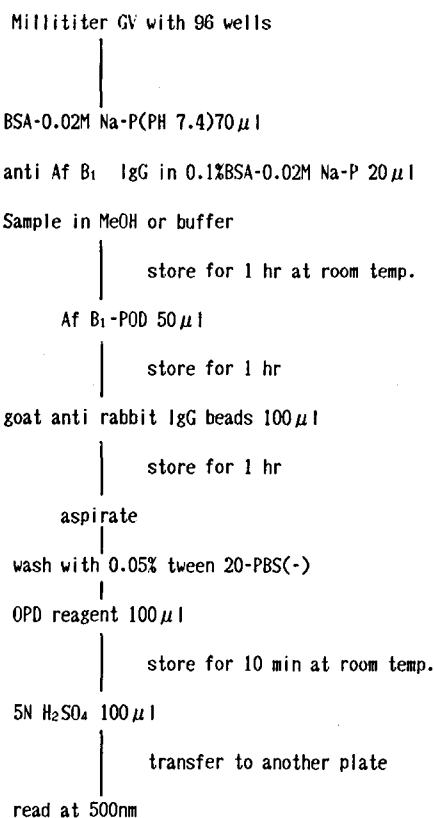 Millititer GV with 96 wells
BSA-0.02M Na-P(PH 7.4)70μl
anti Af B₁ IgG in 0.1%BSA-0.02M Na-P 20μl
Sample in MeOH or buffer
store for 1 hr at room temp.
Af B₁-POD 50μl
store for 1 hr
goat anti rabbit IgG beads 100μl
store for 1 hr
aspirate
wash with 0.05% tween 20-PBS(-)
OPD reagent 100μl
store for 10 min at room temp.
5N H₂SO₄ 100μl
transfer to another plate
read at 500nm